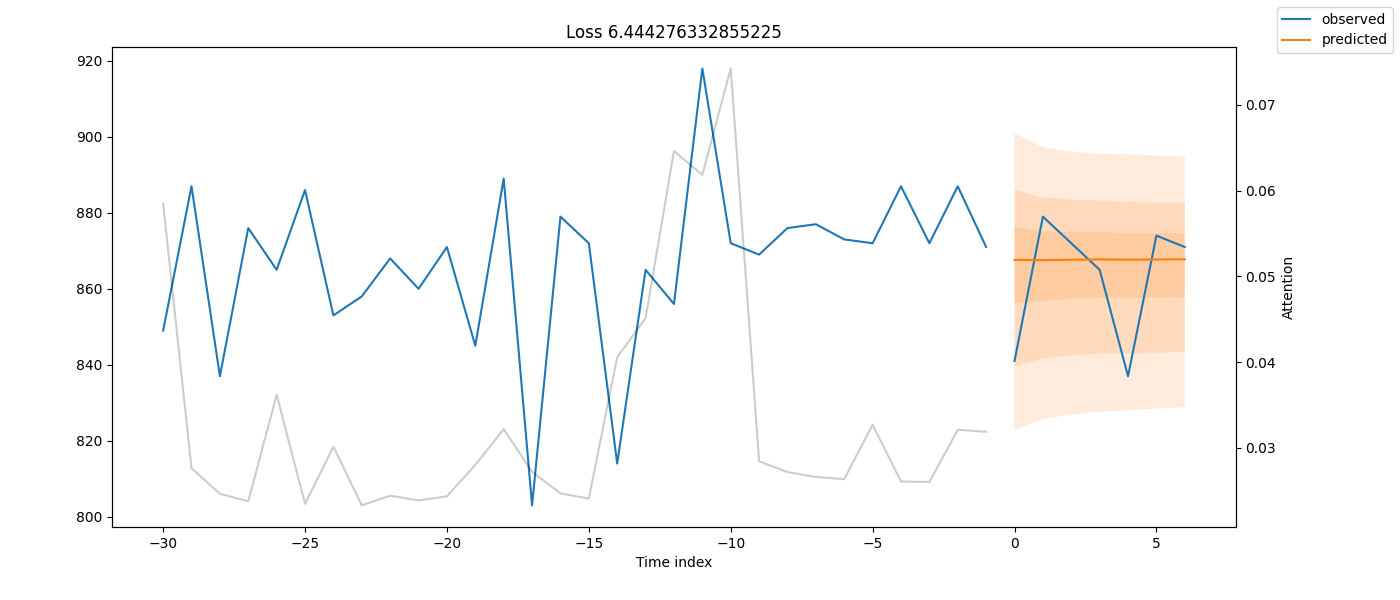 Loss 6.444276332855225
observed
predicted
920
900
880
860
840
820
800
0.07
0.06
0.05
0.04
0.03
Attention
−30 −25 −20 −15 −10 −5 0 5
Time index